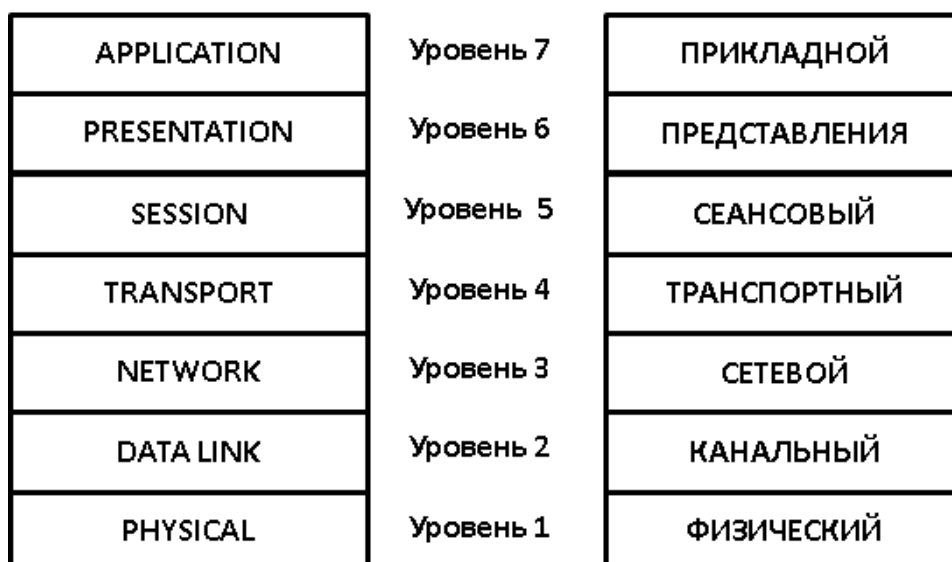 APPLICATION Уровень 7 ПРИКЛАДНОЙ
PRESENTATION Уровень 6 ПРЕДСТАВЛЕНИЯ
SESSION Уровень 5 СЕАНСОВЫЙ
TRANSPORT Уровень 4 ТРАНСПОРТНЫЙ
NETWORK Уровень 3 СЕТЕВОЙ
DATA LINK Уровень 2 КАНАЛЬНЫЙ
PHYSICAL Уровень 1 ФИЗИЧЕСКИЙ